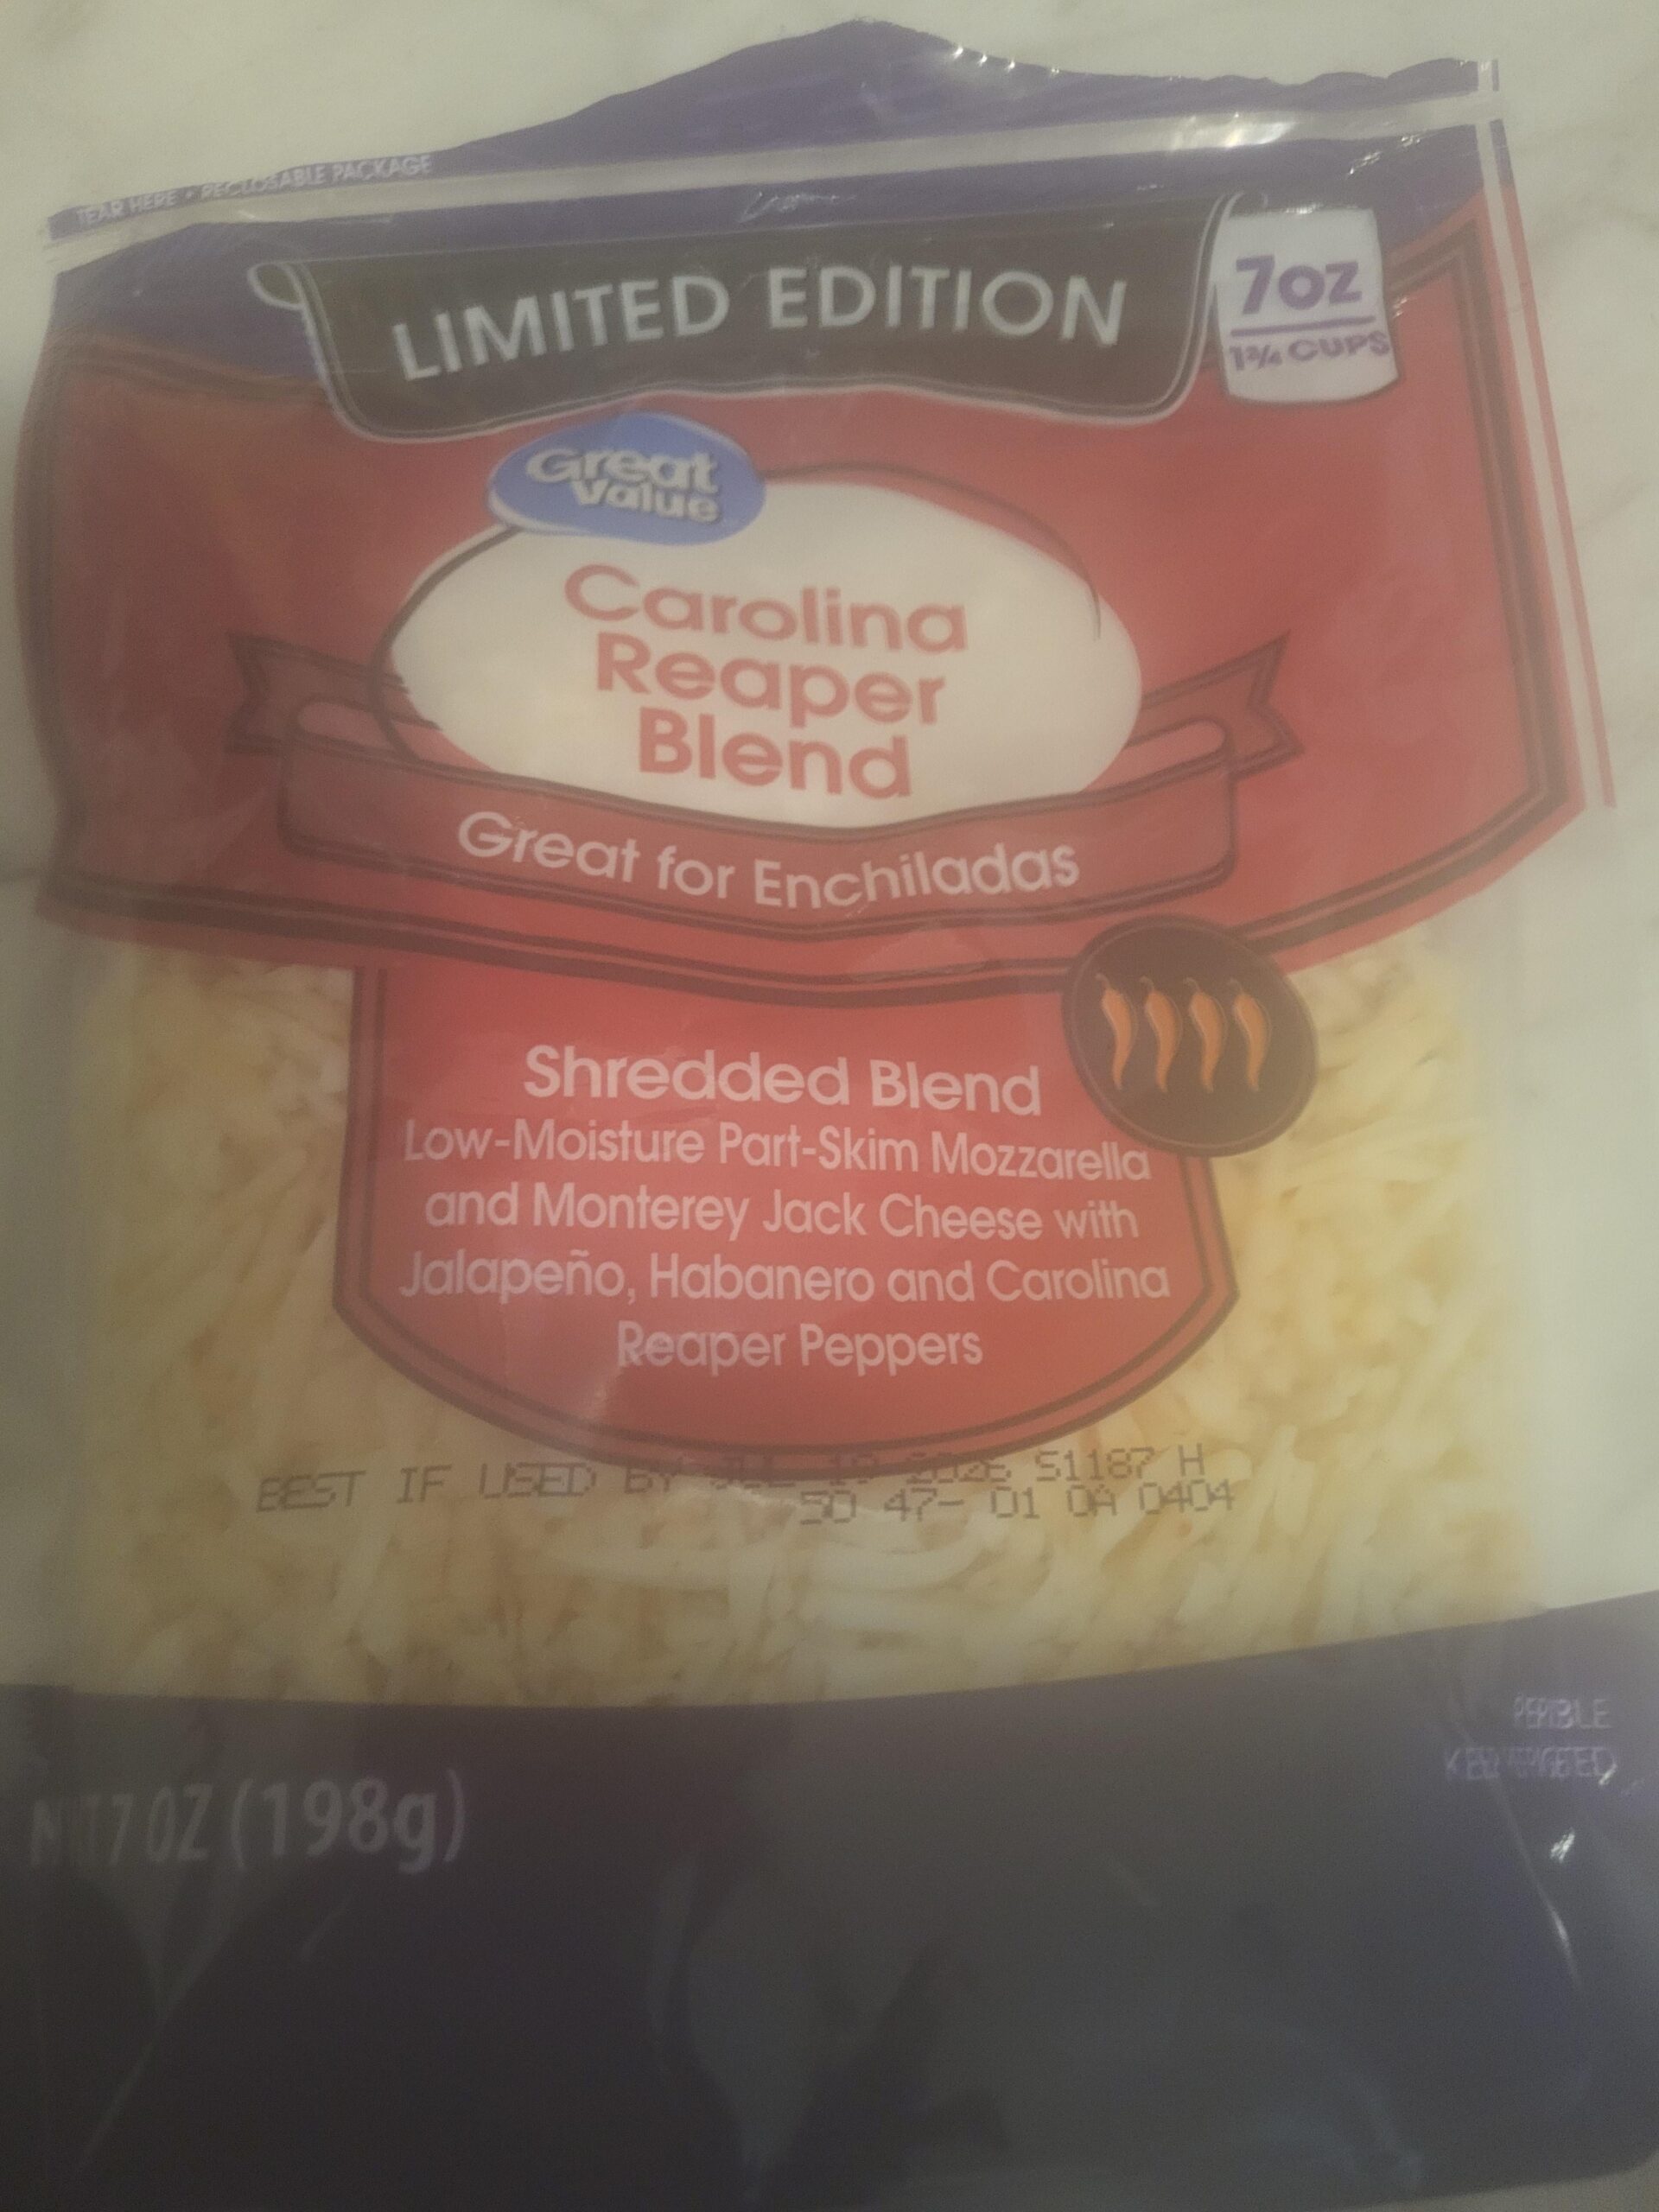 TEAR HERE • RECLOSABLE PACKAGE
LIMITED EDITION
7oz
1¾ CUPS
Great
Value
Carolina
Reaper
Blend
Great for Enchiladas
Shredded Blend
Low-Moisture Part-Skim Mozzarella
and Monterey Jack Cheese with
Jalapeño, Habanero and Carolina
Reaper Peppers
BEST IF USED BY 2026 51187 H
50 47- 01 0A 0404
7 OZ (198g)